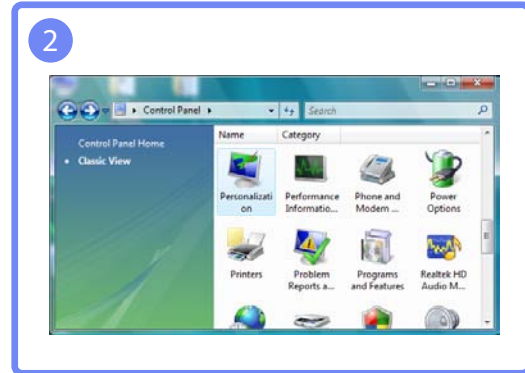 2
Control Panel
Search
Control Panel Home
Classic View
Name Category
Personalizati
on
Performance
Informatio...
Phone and
Modem ...
Power
Options
Printers
Problem
Reports a...
Programs
and Features
Realtek HD
Audio M...